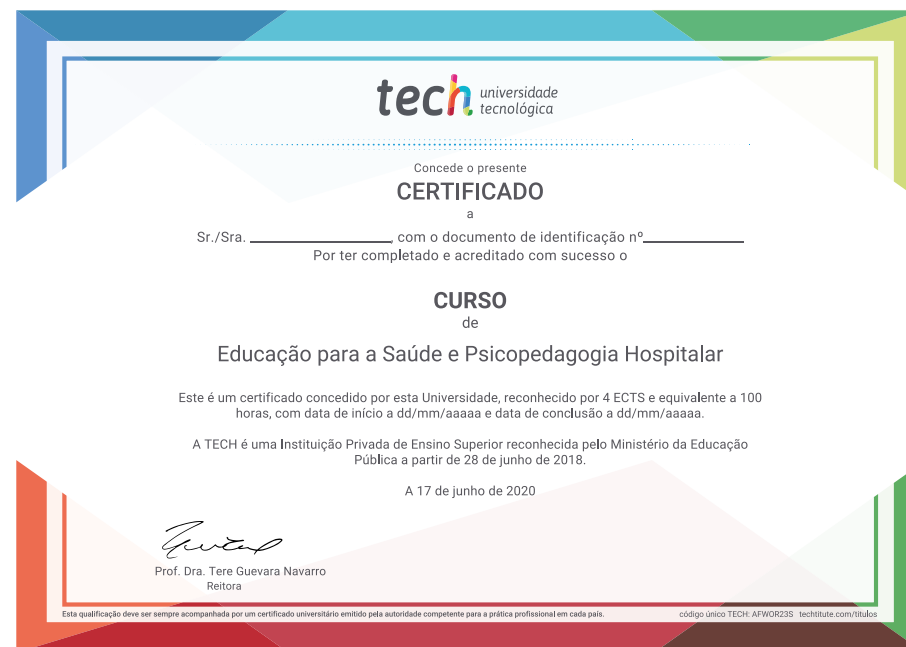 tech universidade
tecnológica
Concede o presente
CERTIFICADO
a
Sr./Sra. ________________, com o documento de identificação nº____________
Por ter completado e acreditado com sucesso o
CURSO
de
Educação para a Saúde e Psicopedagogia Hospitalar
Este é um certificado concedido por esta Universidade, reconhecido por 4 ECTS e equivalente a 100
horas, com data de início a dd/mm/aaaaa e data de conclusão a dd/mm/aaaaa.
A TECH é uma Instituição Privada de Ensino Superior reconhecida pelo Ministério da Educação
Pública a partir de 28 de junho de 2018.
A 17 de junho de 2020
Prof. Dra. Tere Guevara Navarro
Reitora
Esta qualificação deve ser sempre acompanhada por um certificado universitário emitido pela autoridade competente para a prática profissional em cada país.
código único TECH: AFWOR23S techtitute.com/titulos